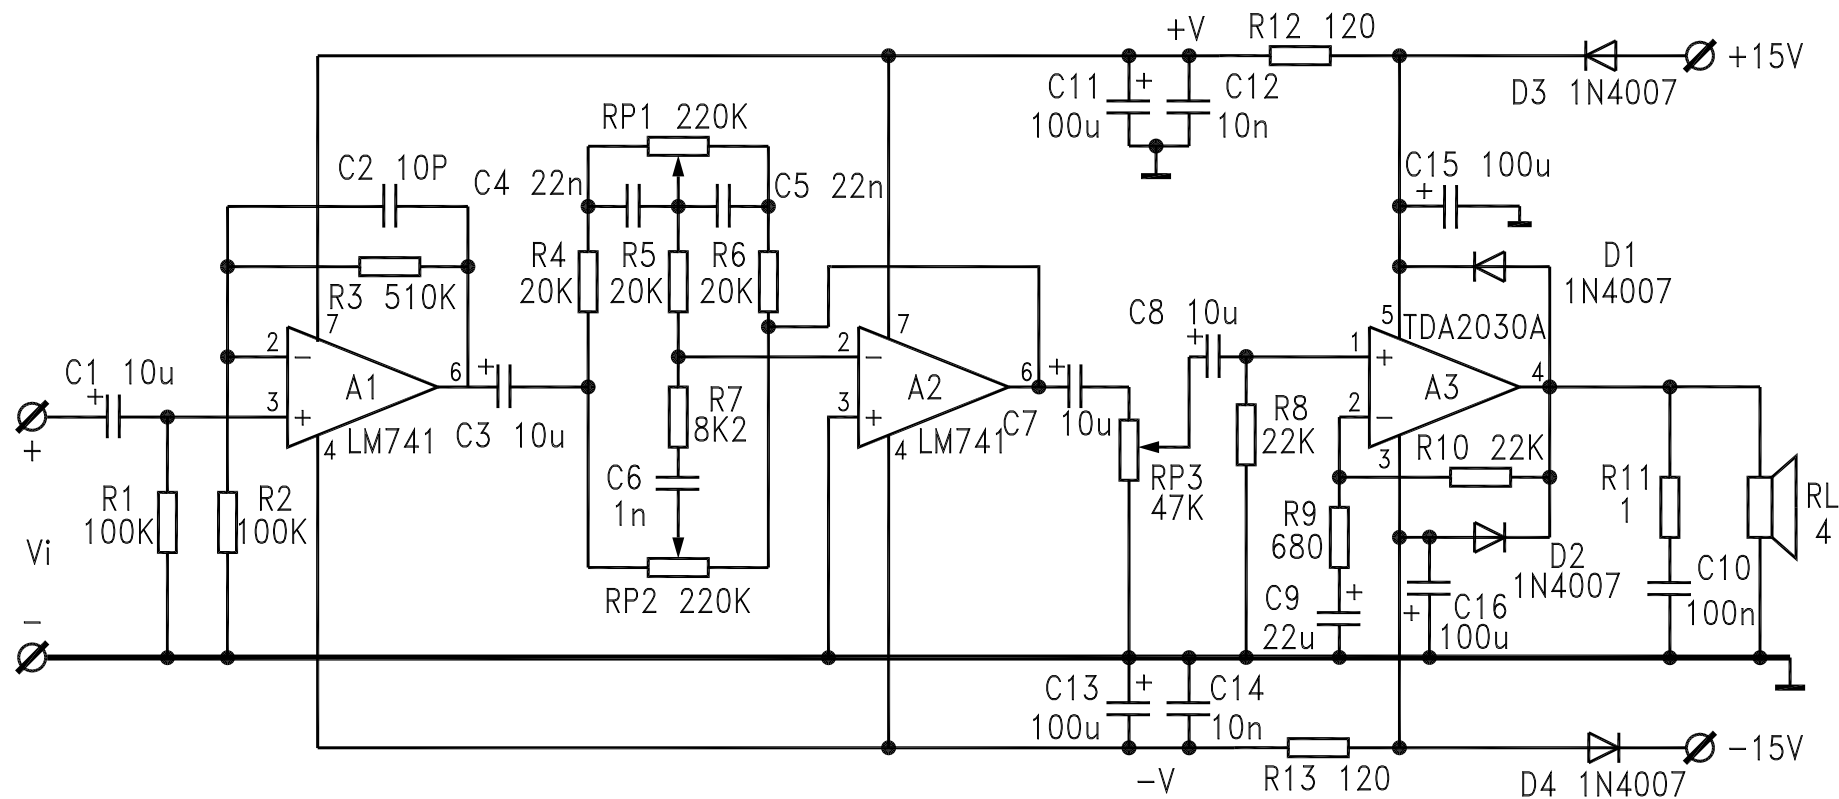 +V
R12 120
+15V
D3 1N4007
C11
+
100u
C12
10n
RP1 220K
C2 10P
C4 22n
C5 22n
C15 100u
+
R4
20K
R5
20K
R6
20K
R3 510K
D1
1N4007
7
2
−
3
+
A1
6
4
LM741
C1 10u
+
+
C3 10u
+
7
2
−
3
+
A2
6
4
LM741
C7
+
10u
C8 10u
+
5
TDA2030A
1
+
2
−
A3
4
3
R7
8K2
C6
1n
RP3
47K
R8
22K
R10 22K
R1
100K
R2
100K
R9
680
R11
1
RL
4
Vi
−
RP2 220K
D2
1N4007
C9
+
22u
C16
+
100u
C10
100n
C13
+
100u
C14
10n
−V
R13 120
−15V
D4 1N4007